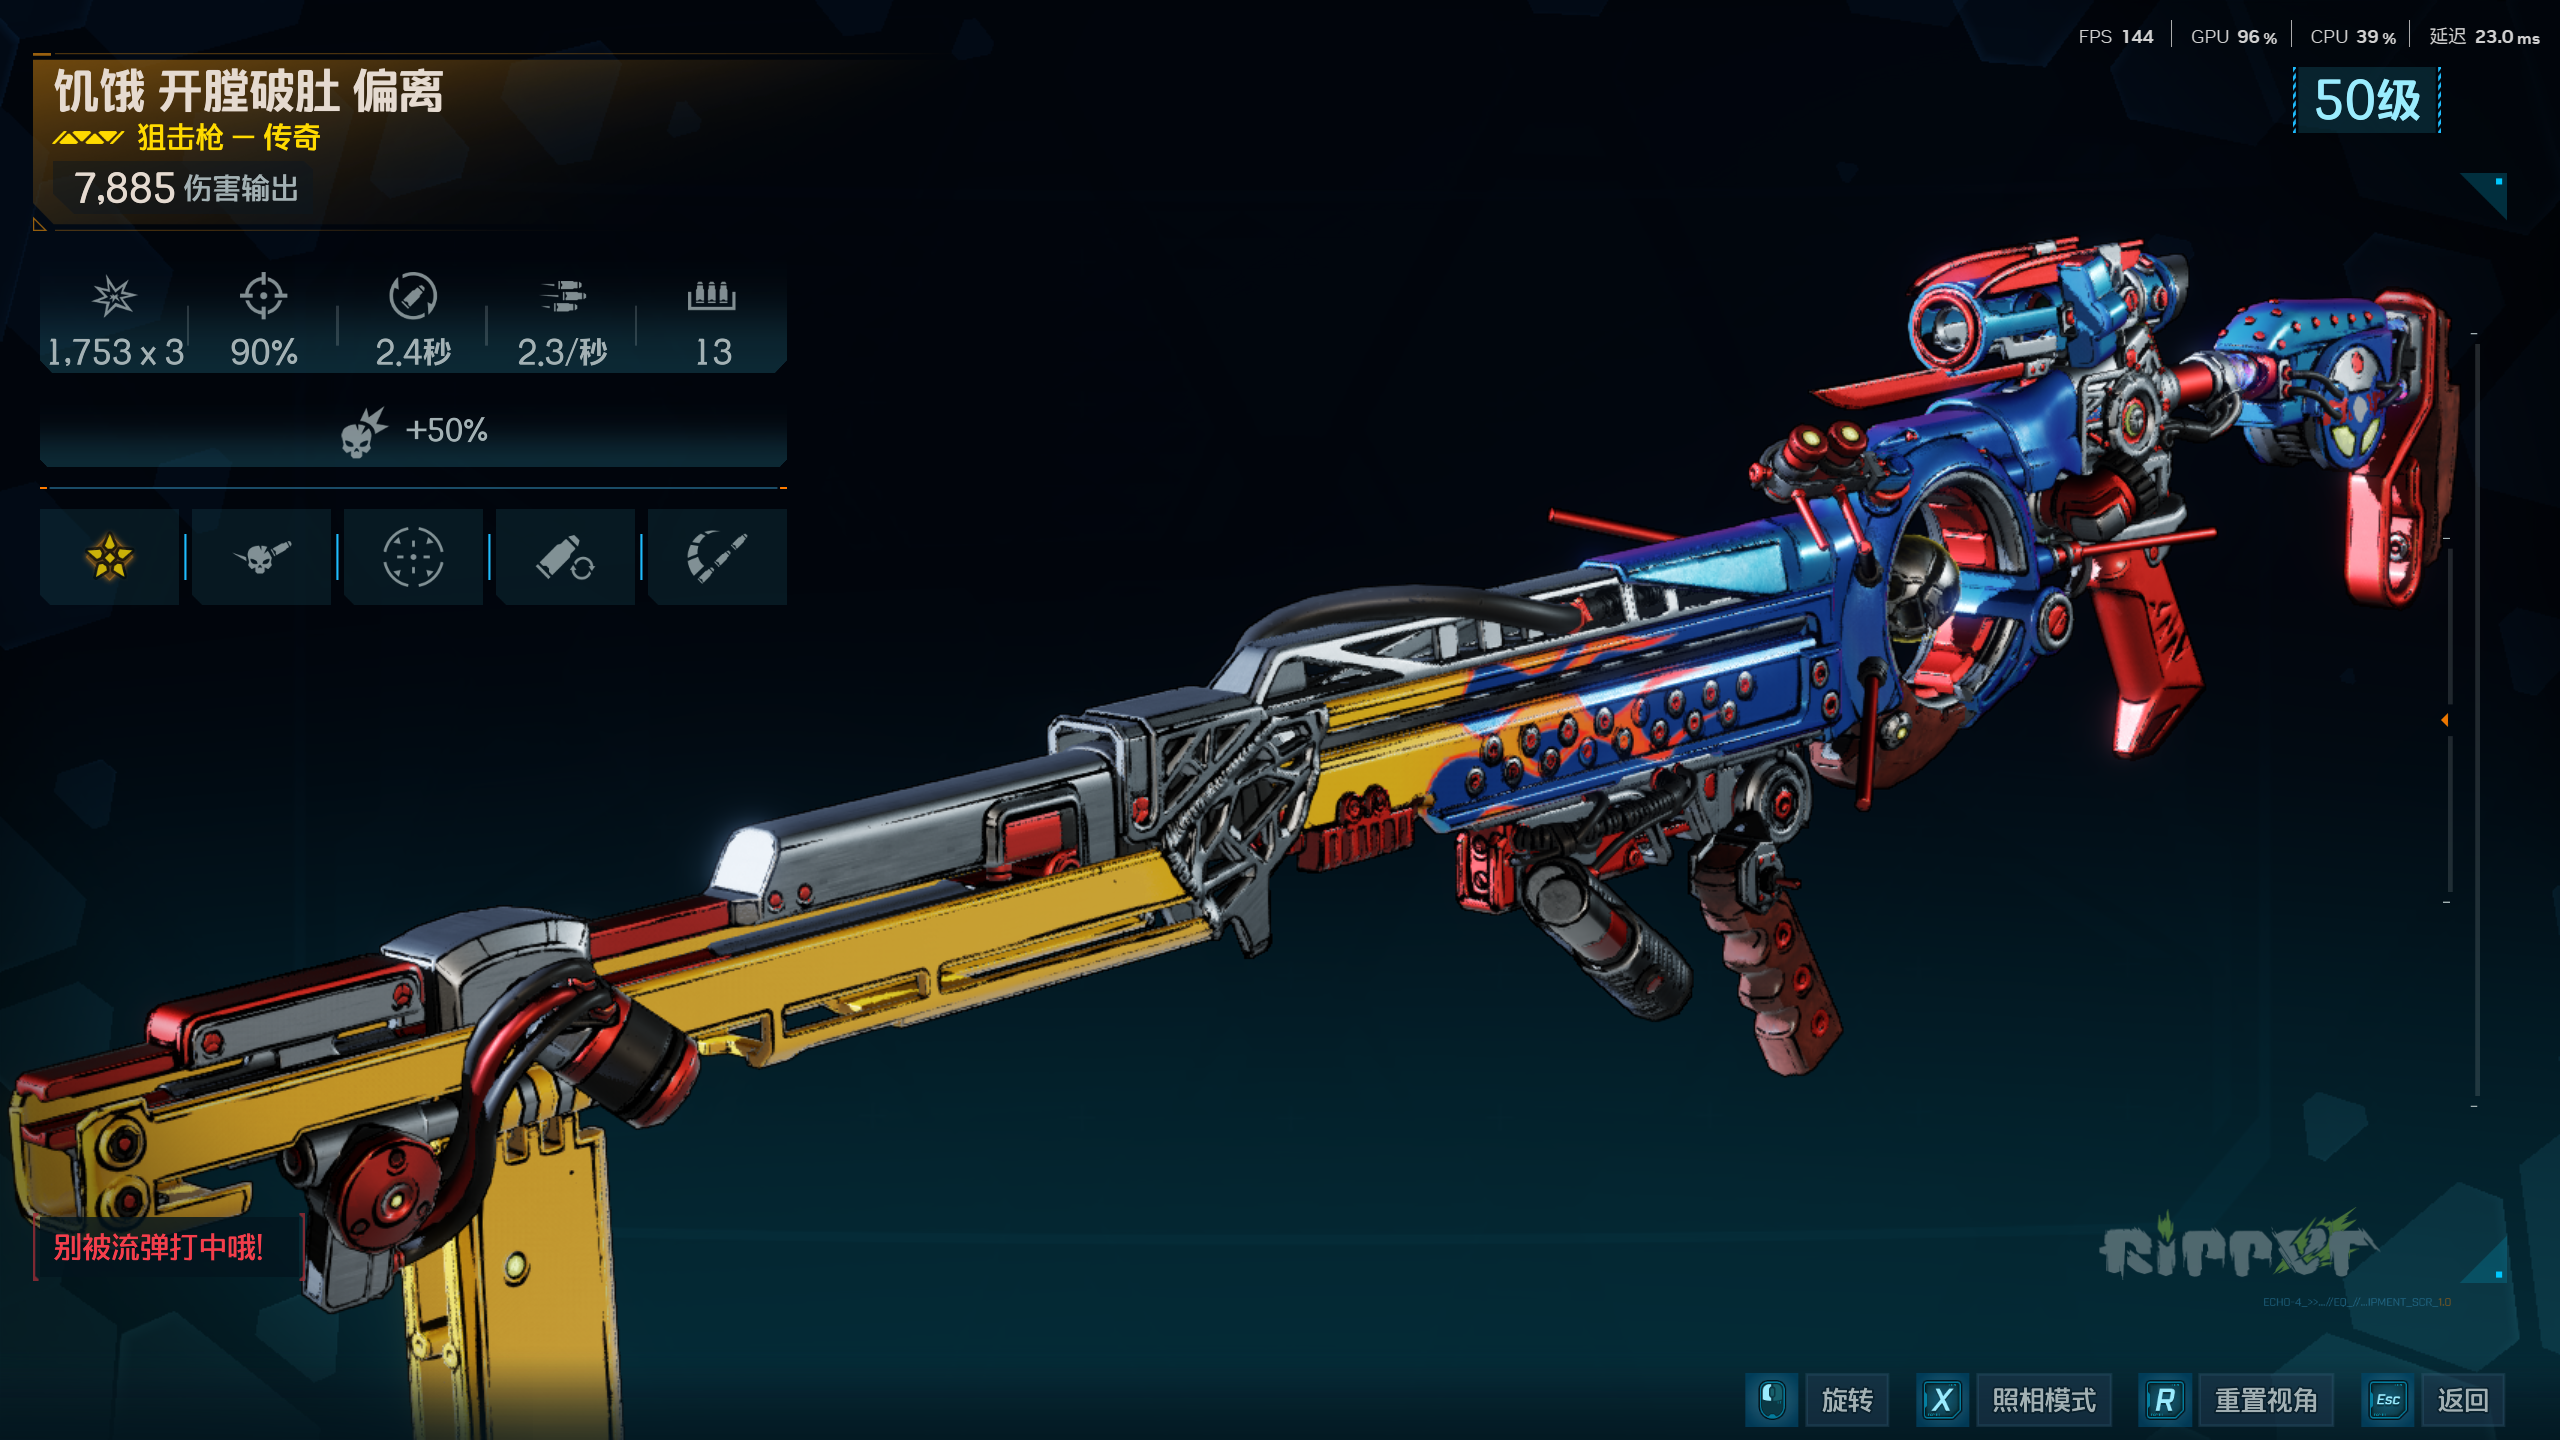 FPS 144 GPU 96% CPU 39% 延迟 23.0ms
饥饿 开膛破肚 偏离
狙击枪 — 传奇
7,885 伤害输出
50级
1,753 x 3 90% 2.4秒 2.3/秒 13
+50%
别被流弹打中哦!
RIPPER
旋转 X 照相模式 R 重置视角 Esc 返回